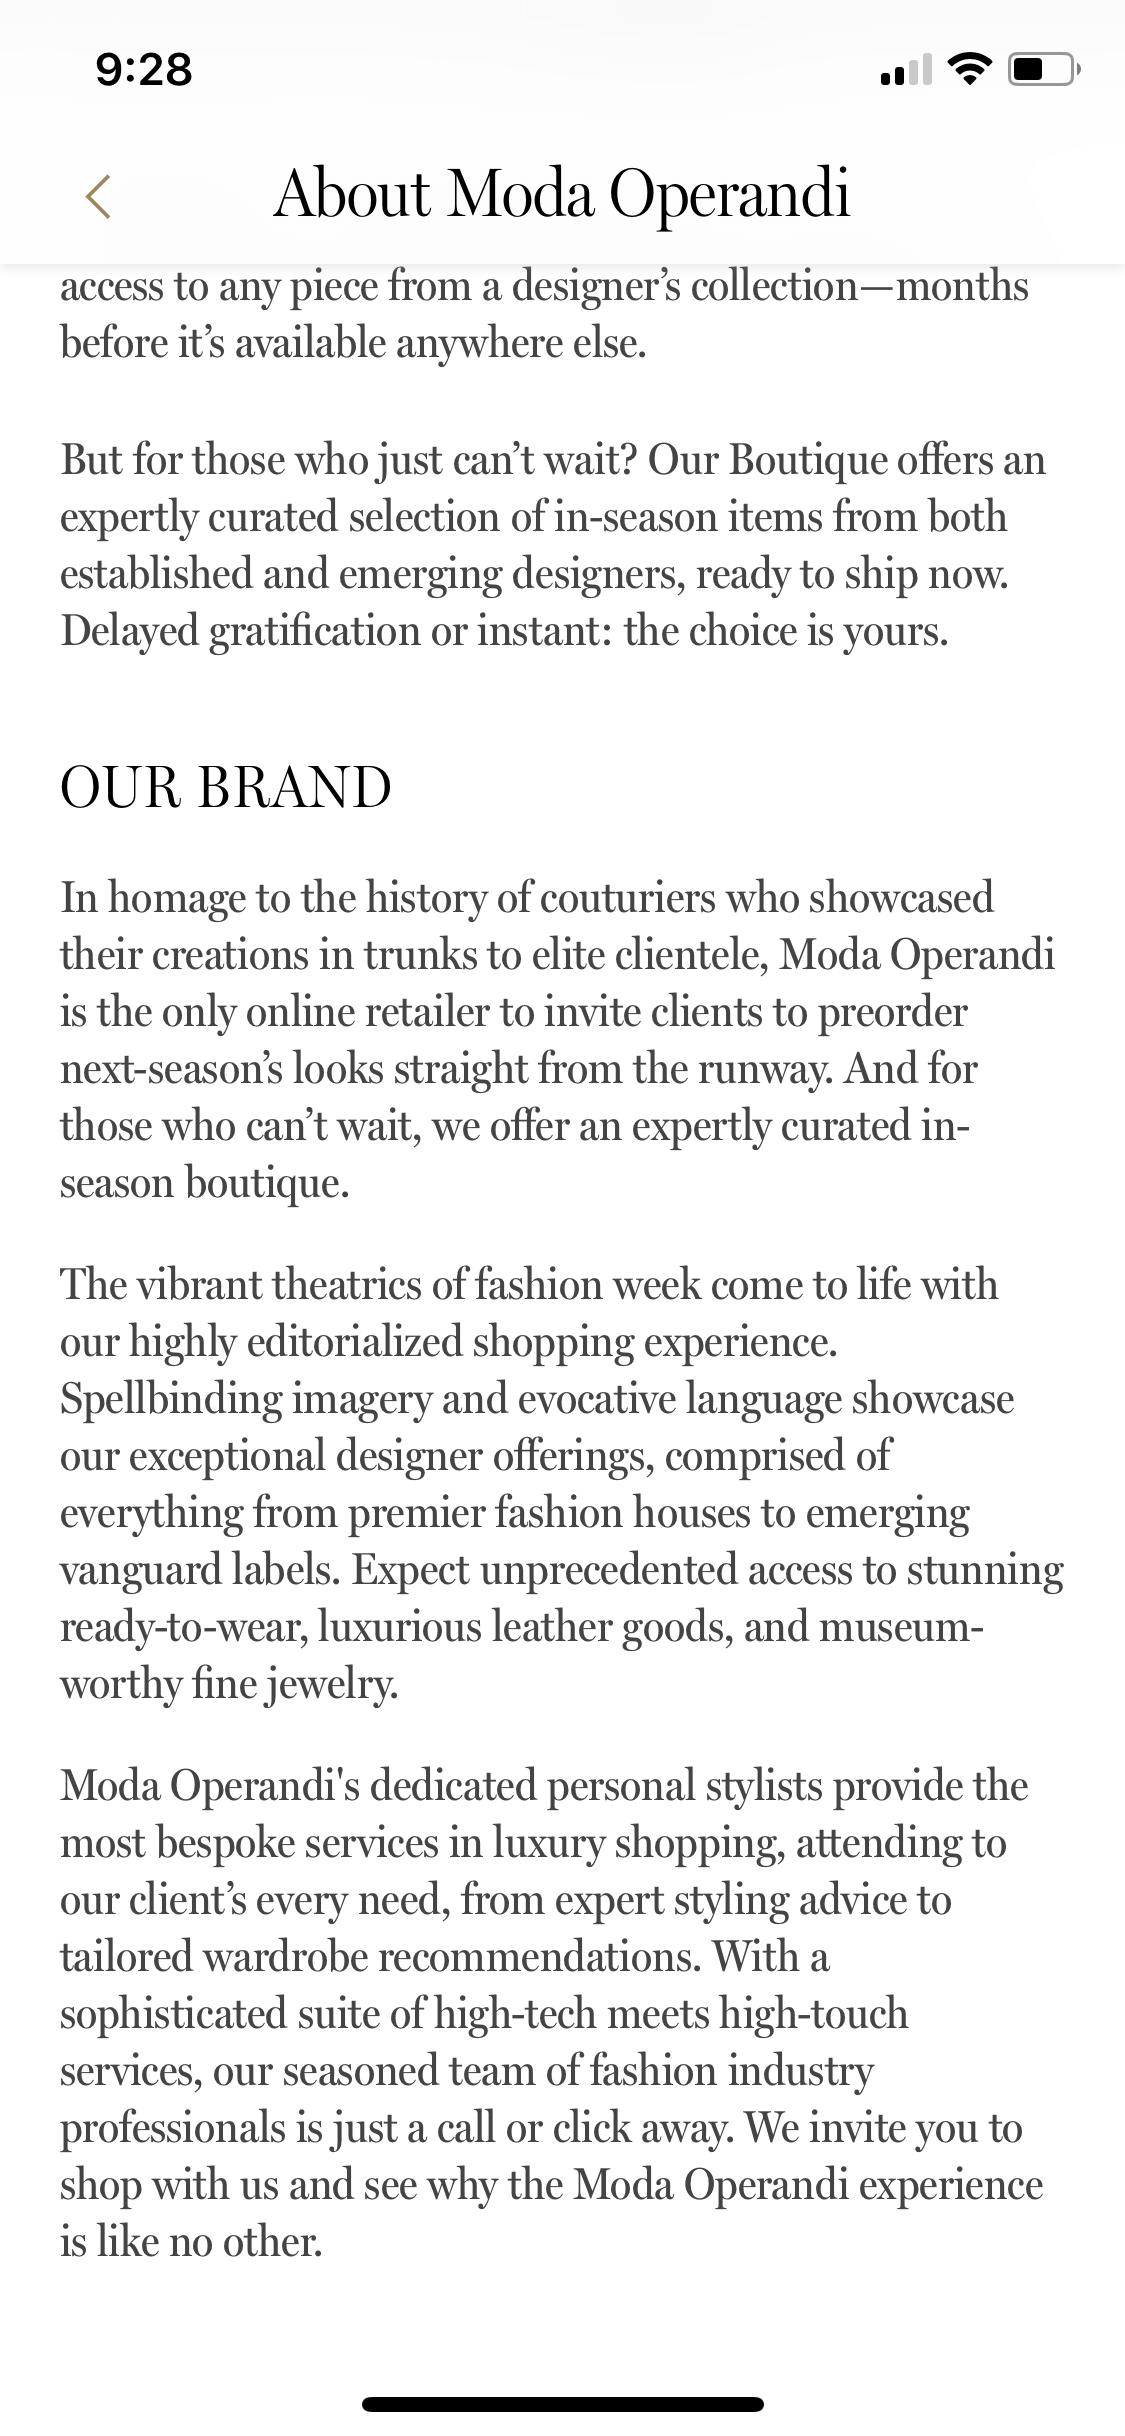 9:28
About Moda Operandi
access to any piece from a designer’s collection—months
before it’s available anywhere else.
But for those who just can’t wait? Our Boutique offers an
expertly curated selection of in-season items from both
established and emerging designers, ready to ship now.
Delayed gratification or instant: the choice is yours.
OUR BRAND
In homage to the history of couturiers who showcased
their creations in trunks to elite clientele, Moda Operandi
is the only online retailer to invite clients to preorder
next-season’s looks straight from the runway. And for
those who can’t wait, we offer an expertly curated in-
season boutique.
The vibrant theatrics of fashion week come to life with
our highly editorialized shopping experience.
Spellbinding imagery and evocative language showcase
our exceptional designer offerings, comprised of
everything from premier fashion houses to emerging
vanguard labels. Expect unprecedented access to stunning
ready-to-wear, luxurious leather goods, and museum-
worthy fine jewelry.
Moda Operandi's dedicated personal stylists provide the
most bespoke services in luxury shopping, attending to
our client’s every need, from expert styling advice to
tailored wardrobe recommendations. With a
sophisticated suite of high-tech meets high-touch
services, our seasoned team of fashion industry
professionals is just a call or click away. We invite you to
shop with us and see why the Moda Operandi experience
is like no other.